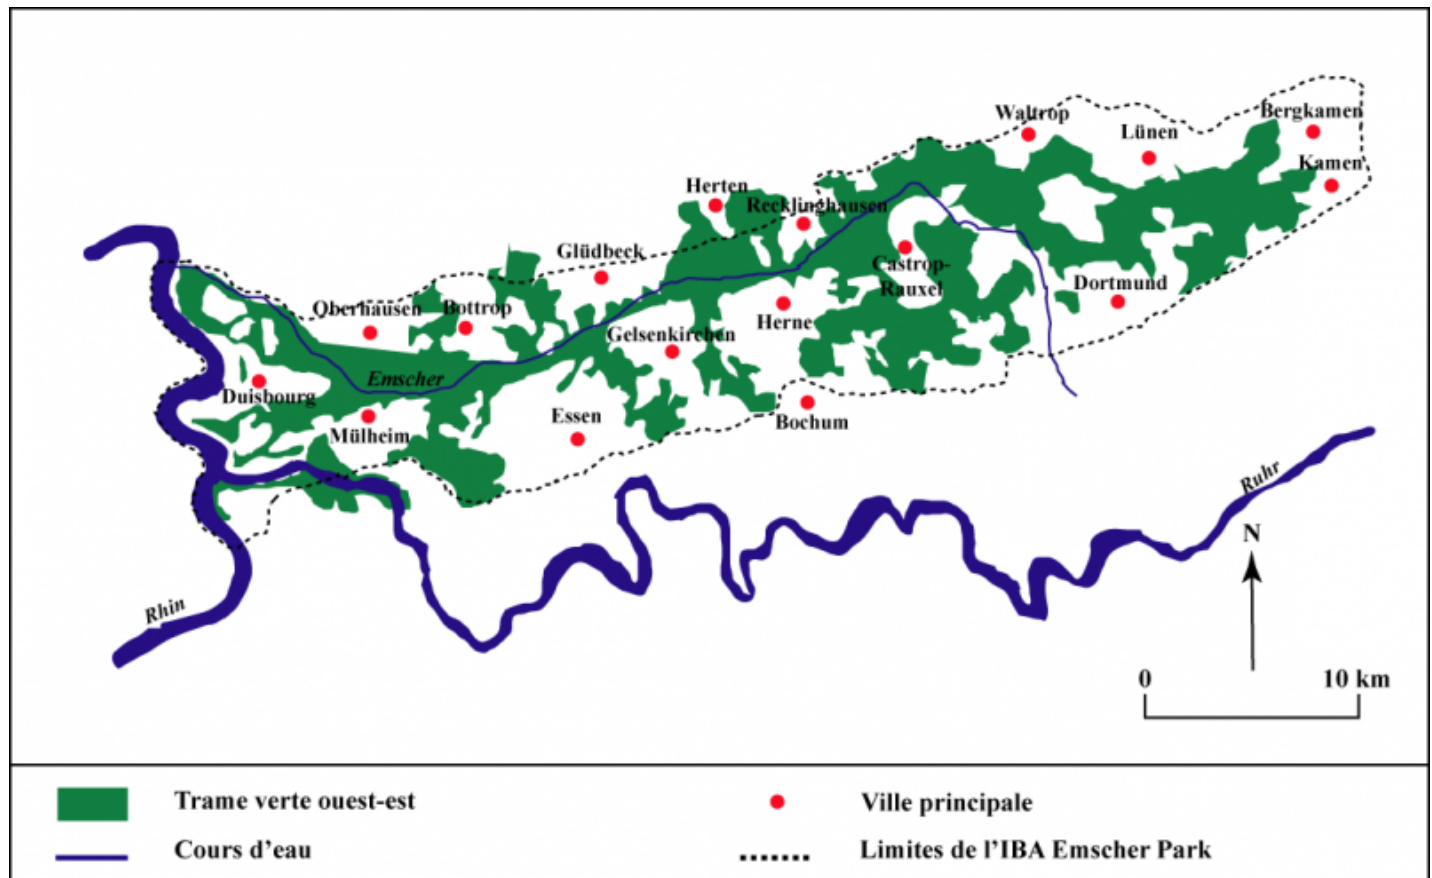 Waltrop
Bergkamen
Lünen
Kamen
Herten
Recklinghausen
Glüdbeck
Castrop-
Rauxel
Dortmund
Oberhausen
Bottrop
Herne
Gelsenkirchen
Emscher
Duisbourg
Essen
Bochum
Mülheim
Ruhr
N
Rhin
0 10 km
Trame verte ouest-est
Ville principale
Cours d'eau
Limites de l'IBA Emscher Park